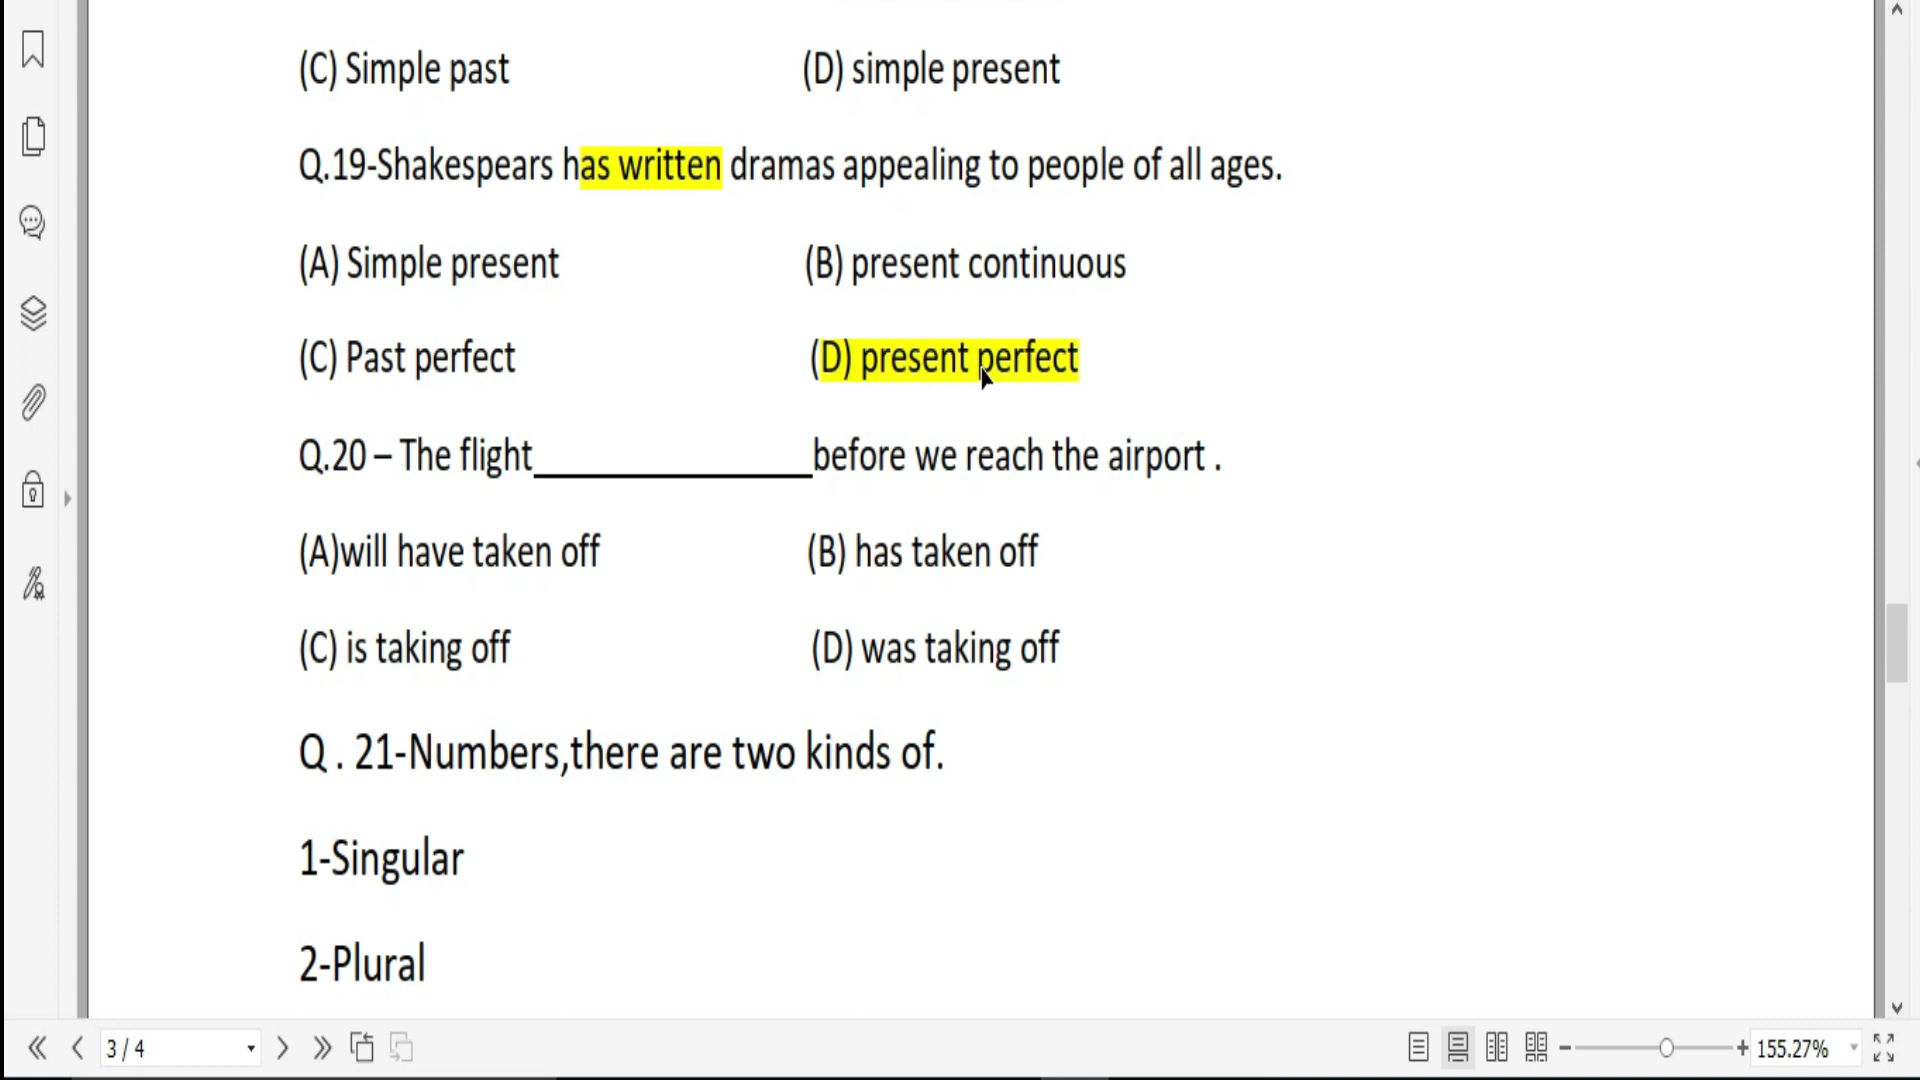 (C) Simple past (D) simple present
Q.19-Shakespears has written dramas appealing to people of all ages.
(A) Simple present (B) present continuous
(C) Past perfect (D) present perfect
Q.20 – The flight______________before we reach the airport .
(A)will have taken off (B) has taken off
(C) is taking off (D) was taking off
Q . 21-Numbers,there are two kinds of.
1-Singular
2-Plural
3 / 4 155.27%